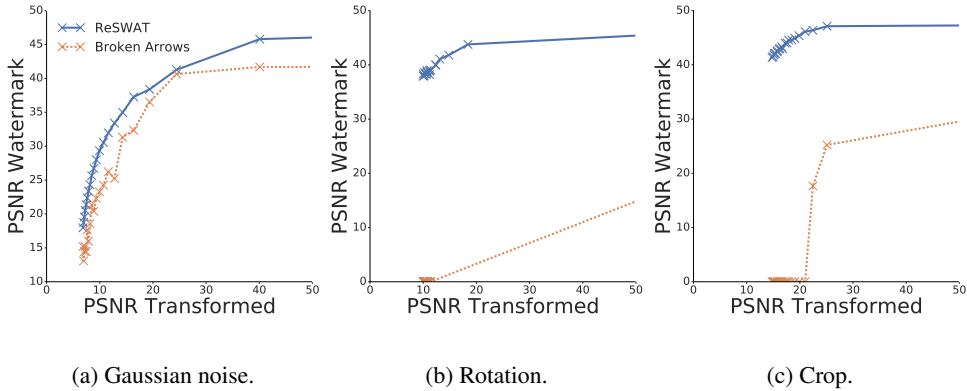 ReSWAT
Broken Arrows
PSNR Watermark
50
45
40
35
30
25
20
15
10
0 10 20 30 40 50
PSNR Transformed
(a) Gaussian noise.
PSNR Watermark
50
40
30
20
10
0
0 10 20 30 40 50
PSNR Transformed
(b) Rotation.
PSNR Watermark
50
40
30
20
10
0
0 10 20 30 40 50
PSNR Transformed
(c) Crop.